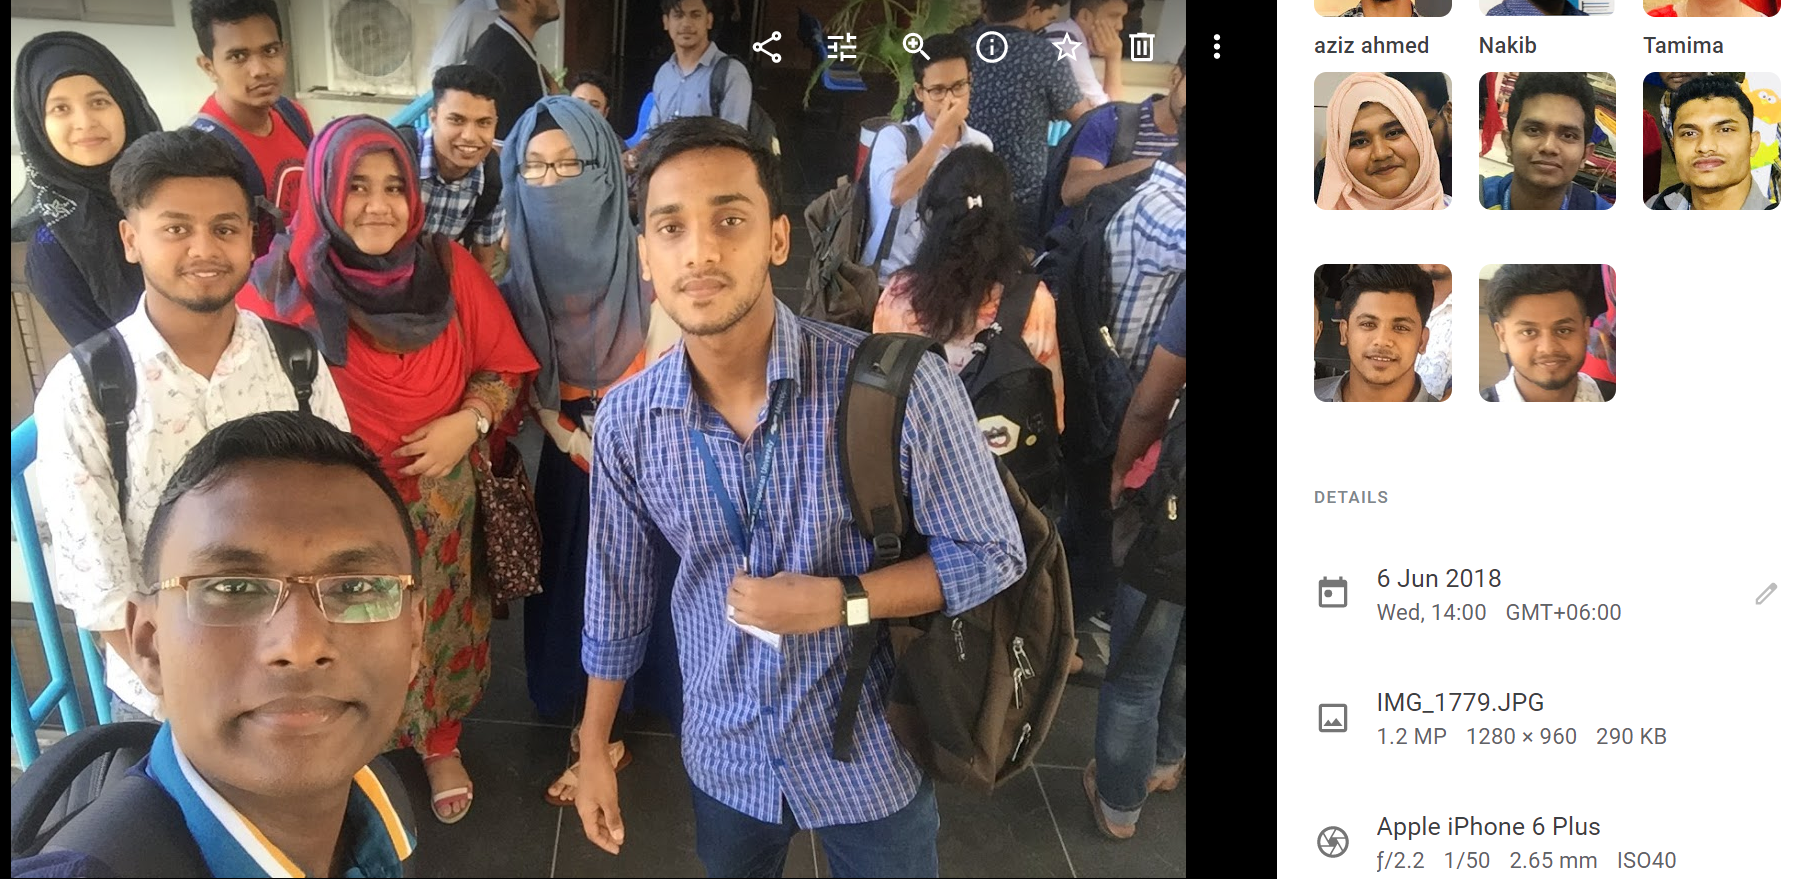 aziz ahmed Nakib Tamima
DETAILS
6 Jun 2018
Wed, 14:00 GMT+06:00
IMG_1779.JPG
1.2 MP 1280 × 960 290 KB
Apple iPhone 6 Plus
ƒ/2.2 1/50 2.65 mm ISO40
University